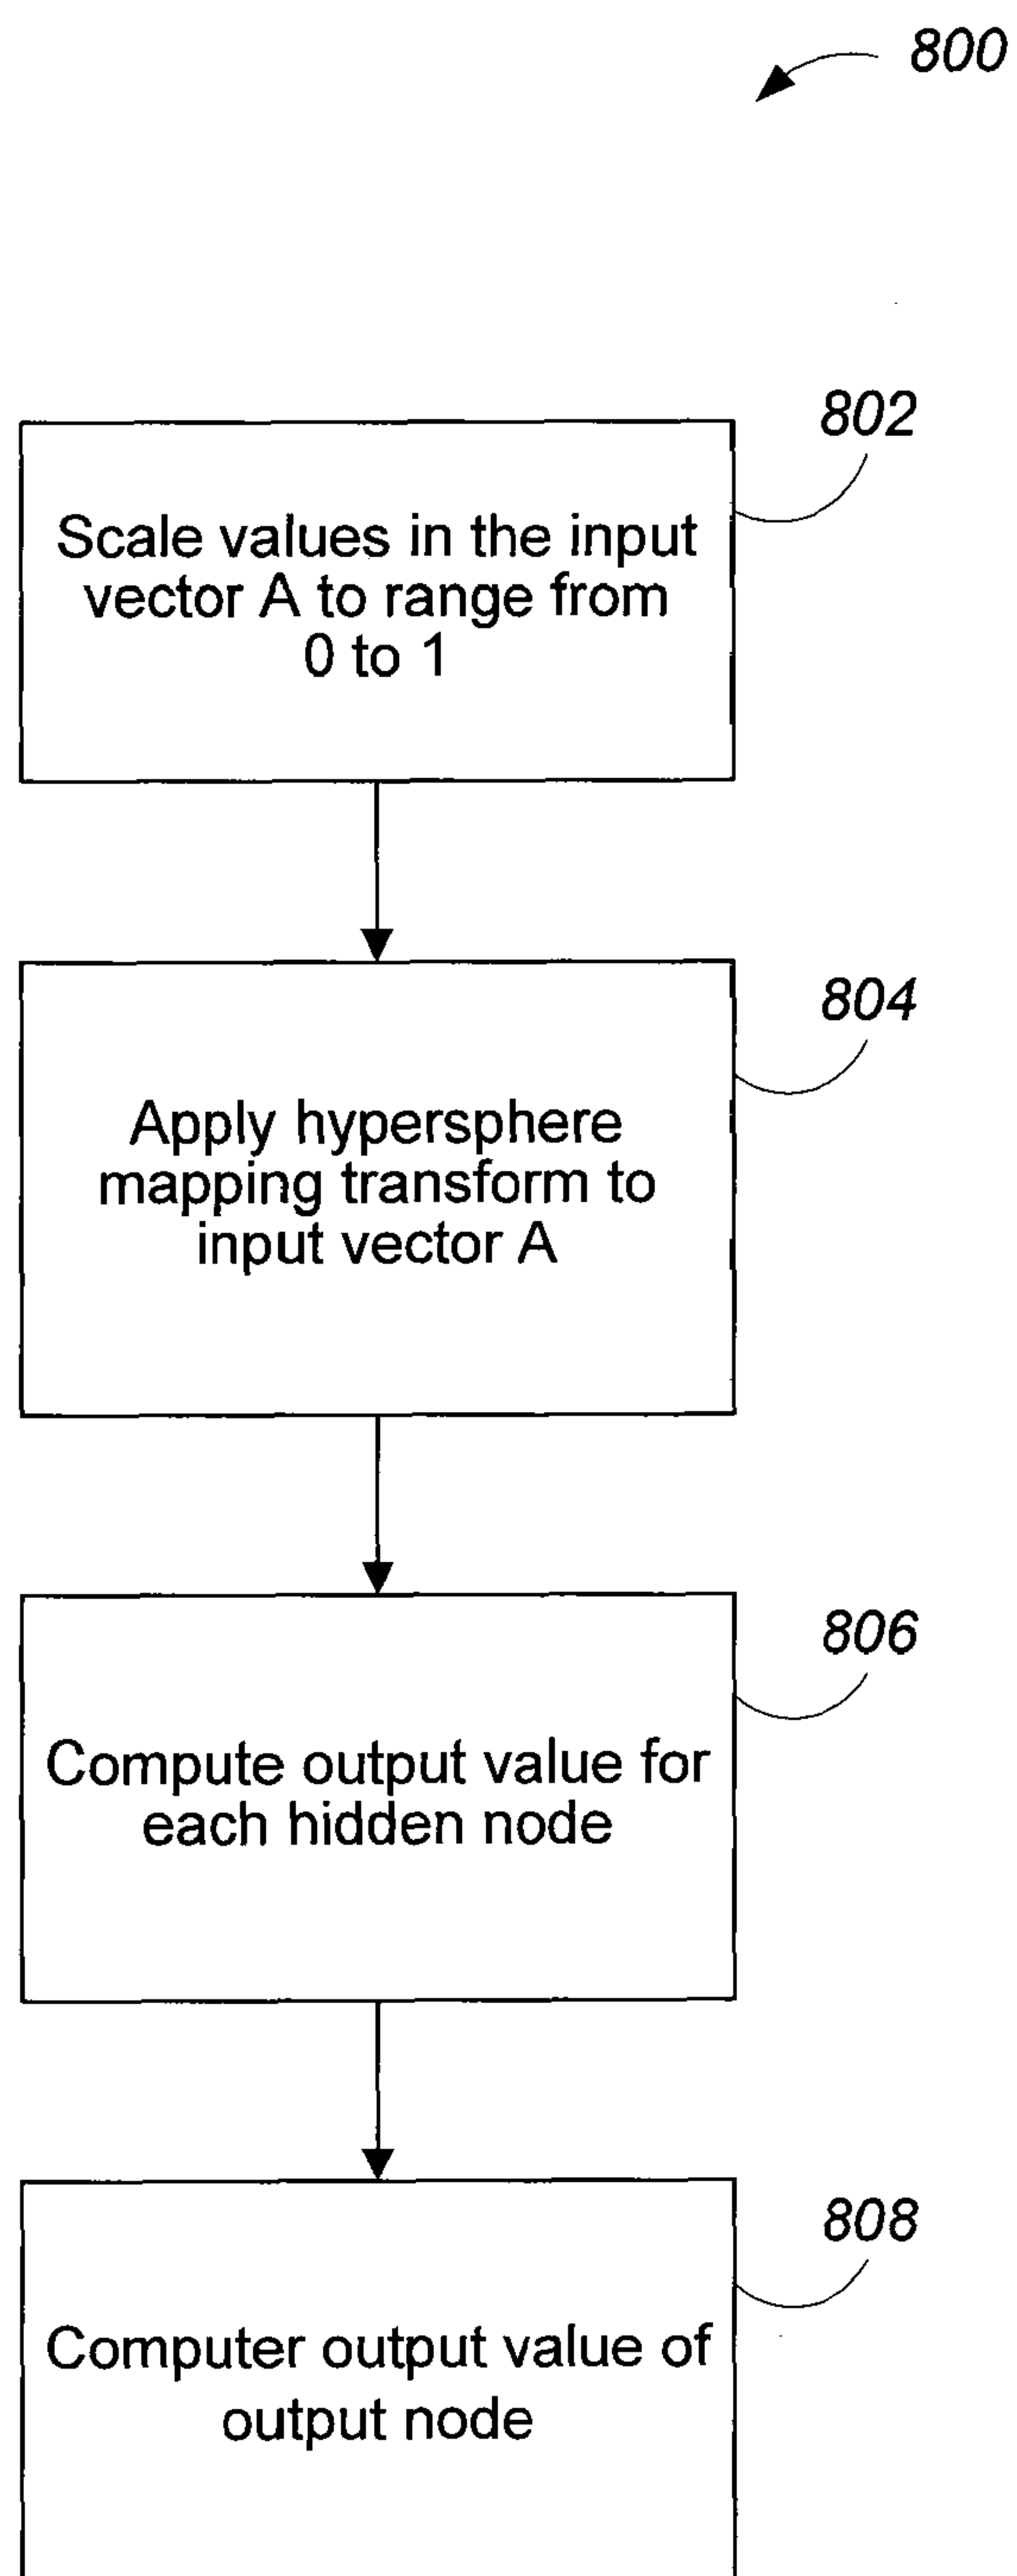 800
802
Scale values in the input
vector A to range from
0 to 1
804
Apply hypersphere
mapping transform to
input vector A
806
Compute output value for
each hidden node
808
Computer output value of
output node